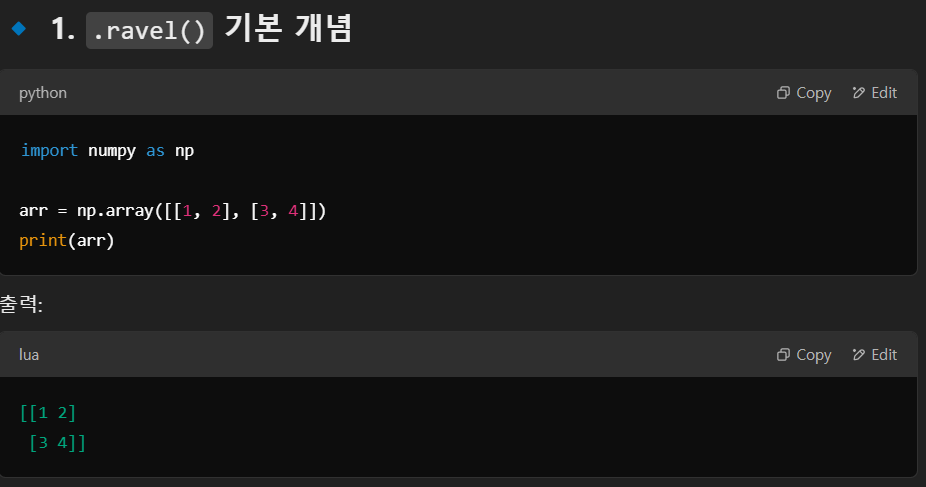 1. .ravel() 기본 개념
python Copy Edit
import numpy as np
arr = np.array([[1, 2], [3, 4]])
print(arr)
출력:
lua Copy Edit
[[1 2]
 [3 4]]